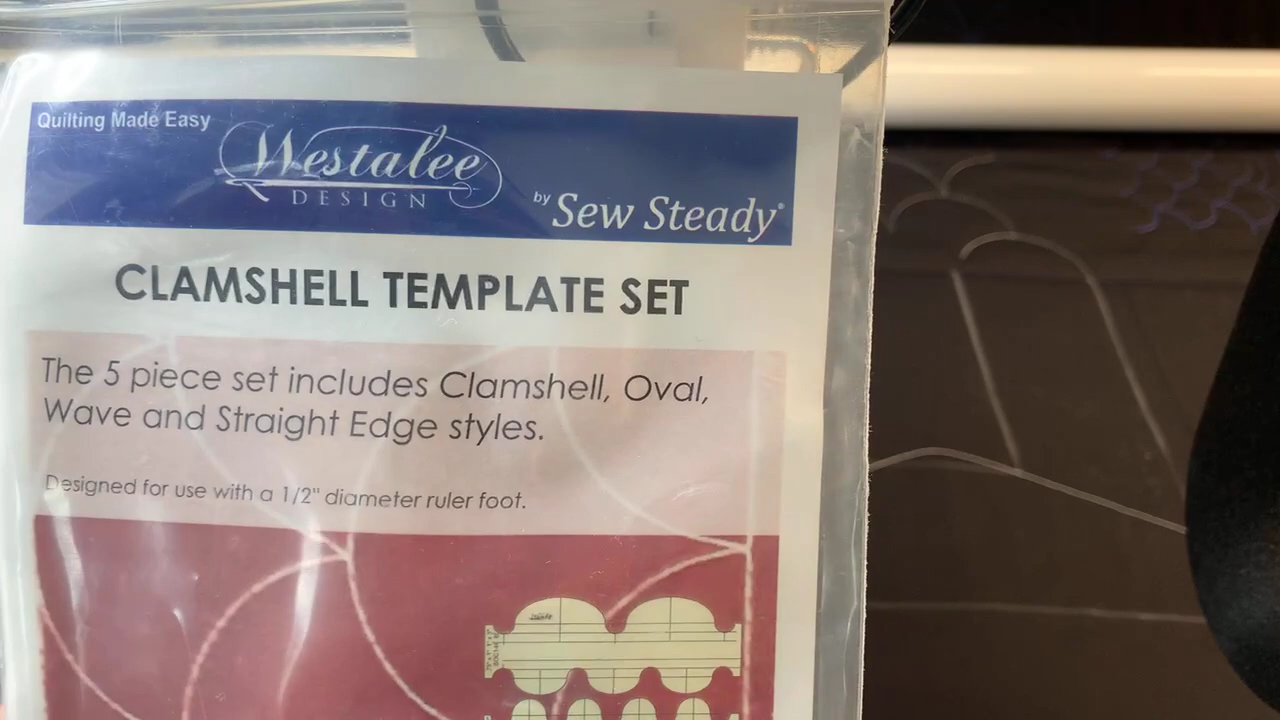 Quilting Made Easy
Westalee
DESIGN
by Sew Steady®
CLAMSHELL TEMPLATE SET
The 5 piece set includes Clamshell, Oval,
Wave and Straight Edge styles.
Designed for use with a 1/2" diameter ruler foot.